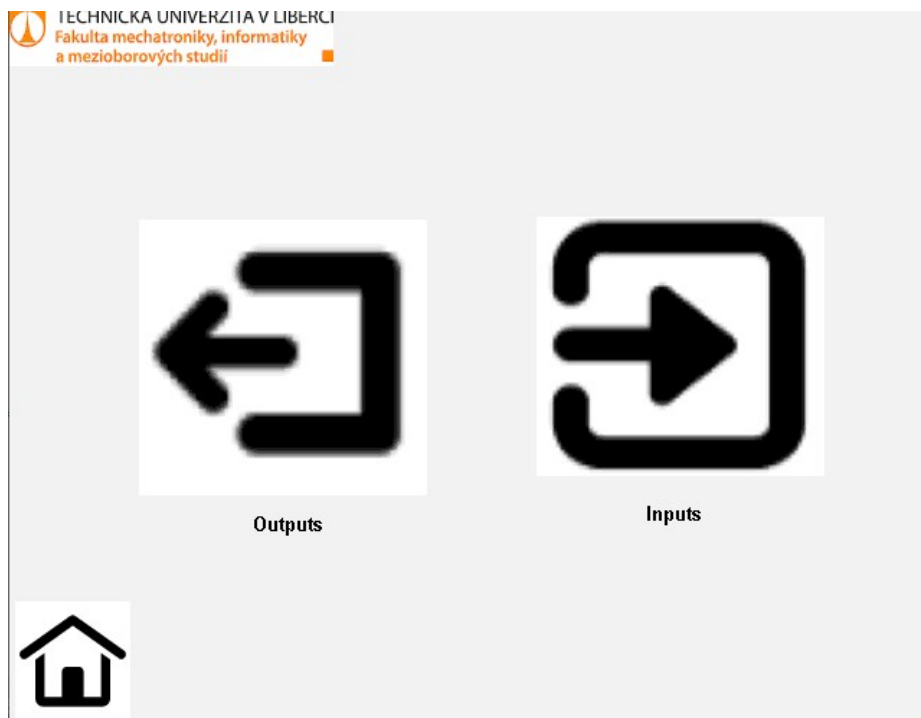 TECHNICKÁ UNIVERZITA V LIBERCI
Fakulta mechatroniky, informatiky
a mezioborových studií
Outputs
Inputs